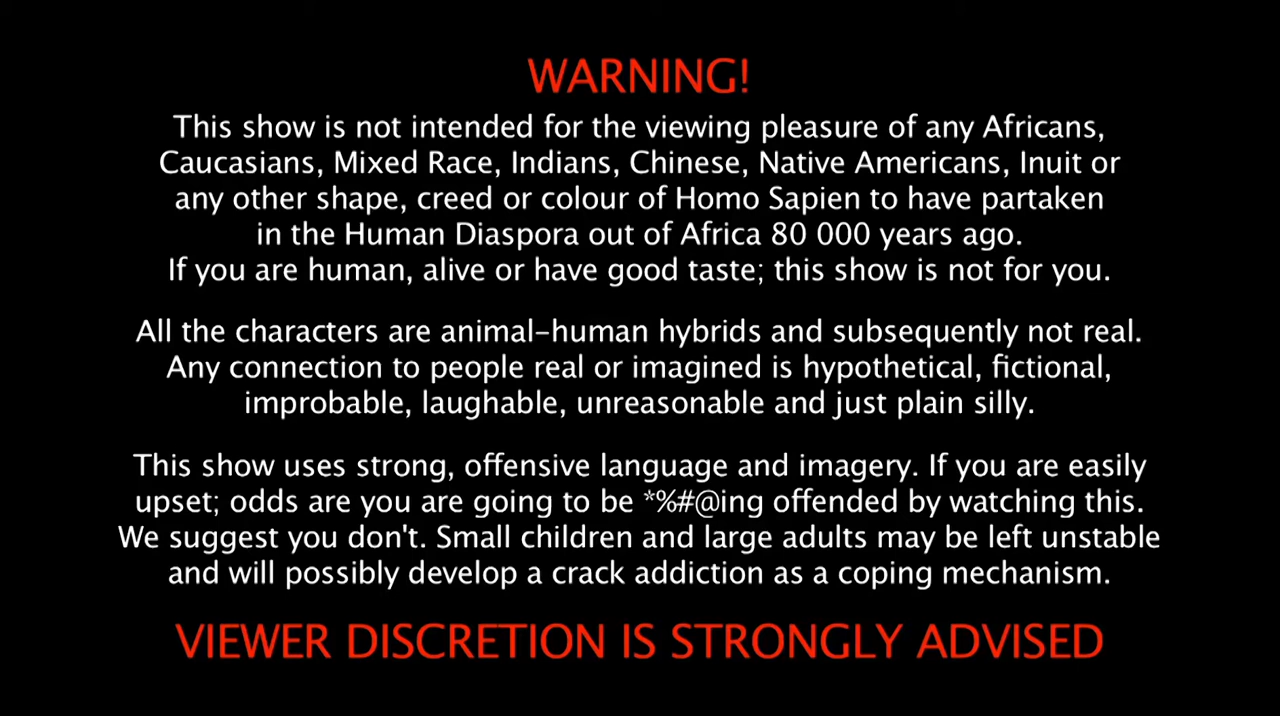 WARNING!
This show is not intended for the viewing pleasure of any Africans,
Caucasians, Mixed Race, Indians, Chinese, Native Americans, Inuit or
any other shape, creed or colour of Homo Sapien to have partaken
in the Human Diaspora out of Africa 80 000 years ago.
If you are human, alive or have good taste; this show is not for you.
All the characters are animal-human hybrids and subsequently not real.
Any connection to people real or imagined is hypothetical, fictional,
improbable, laughable, unreasonable and just plain silly.
This show uses strong, offensive language and imagery. If you are easily
upset; odds are you are going to be *%#@ing offended by watching this.
We suggest you don't. Small children and large adults may be left unstable
and will possibly develop a crack addiction as a coping mechanism.
VIEWER DISCRETION IS STRONGLY ADVISED